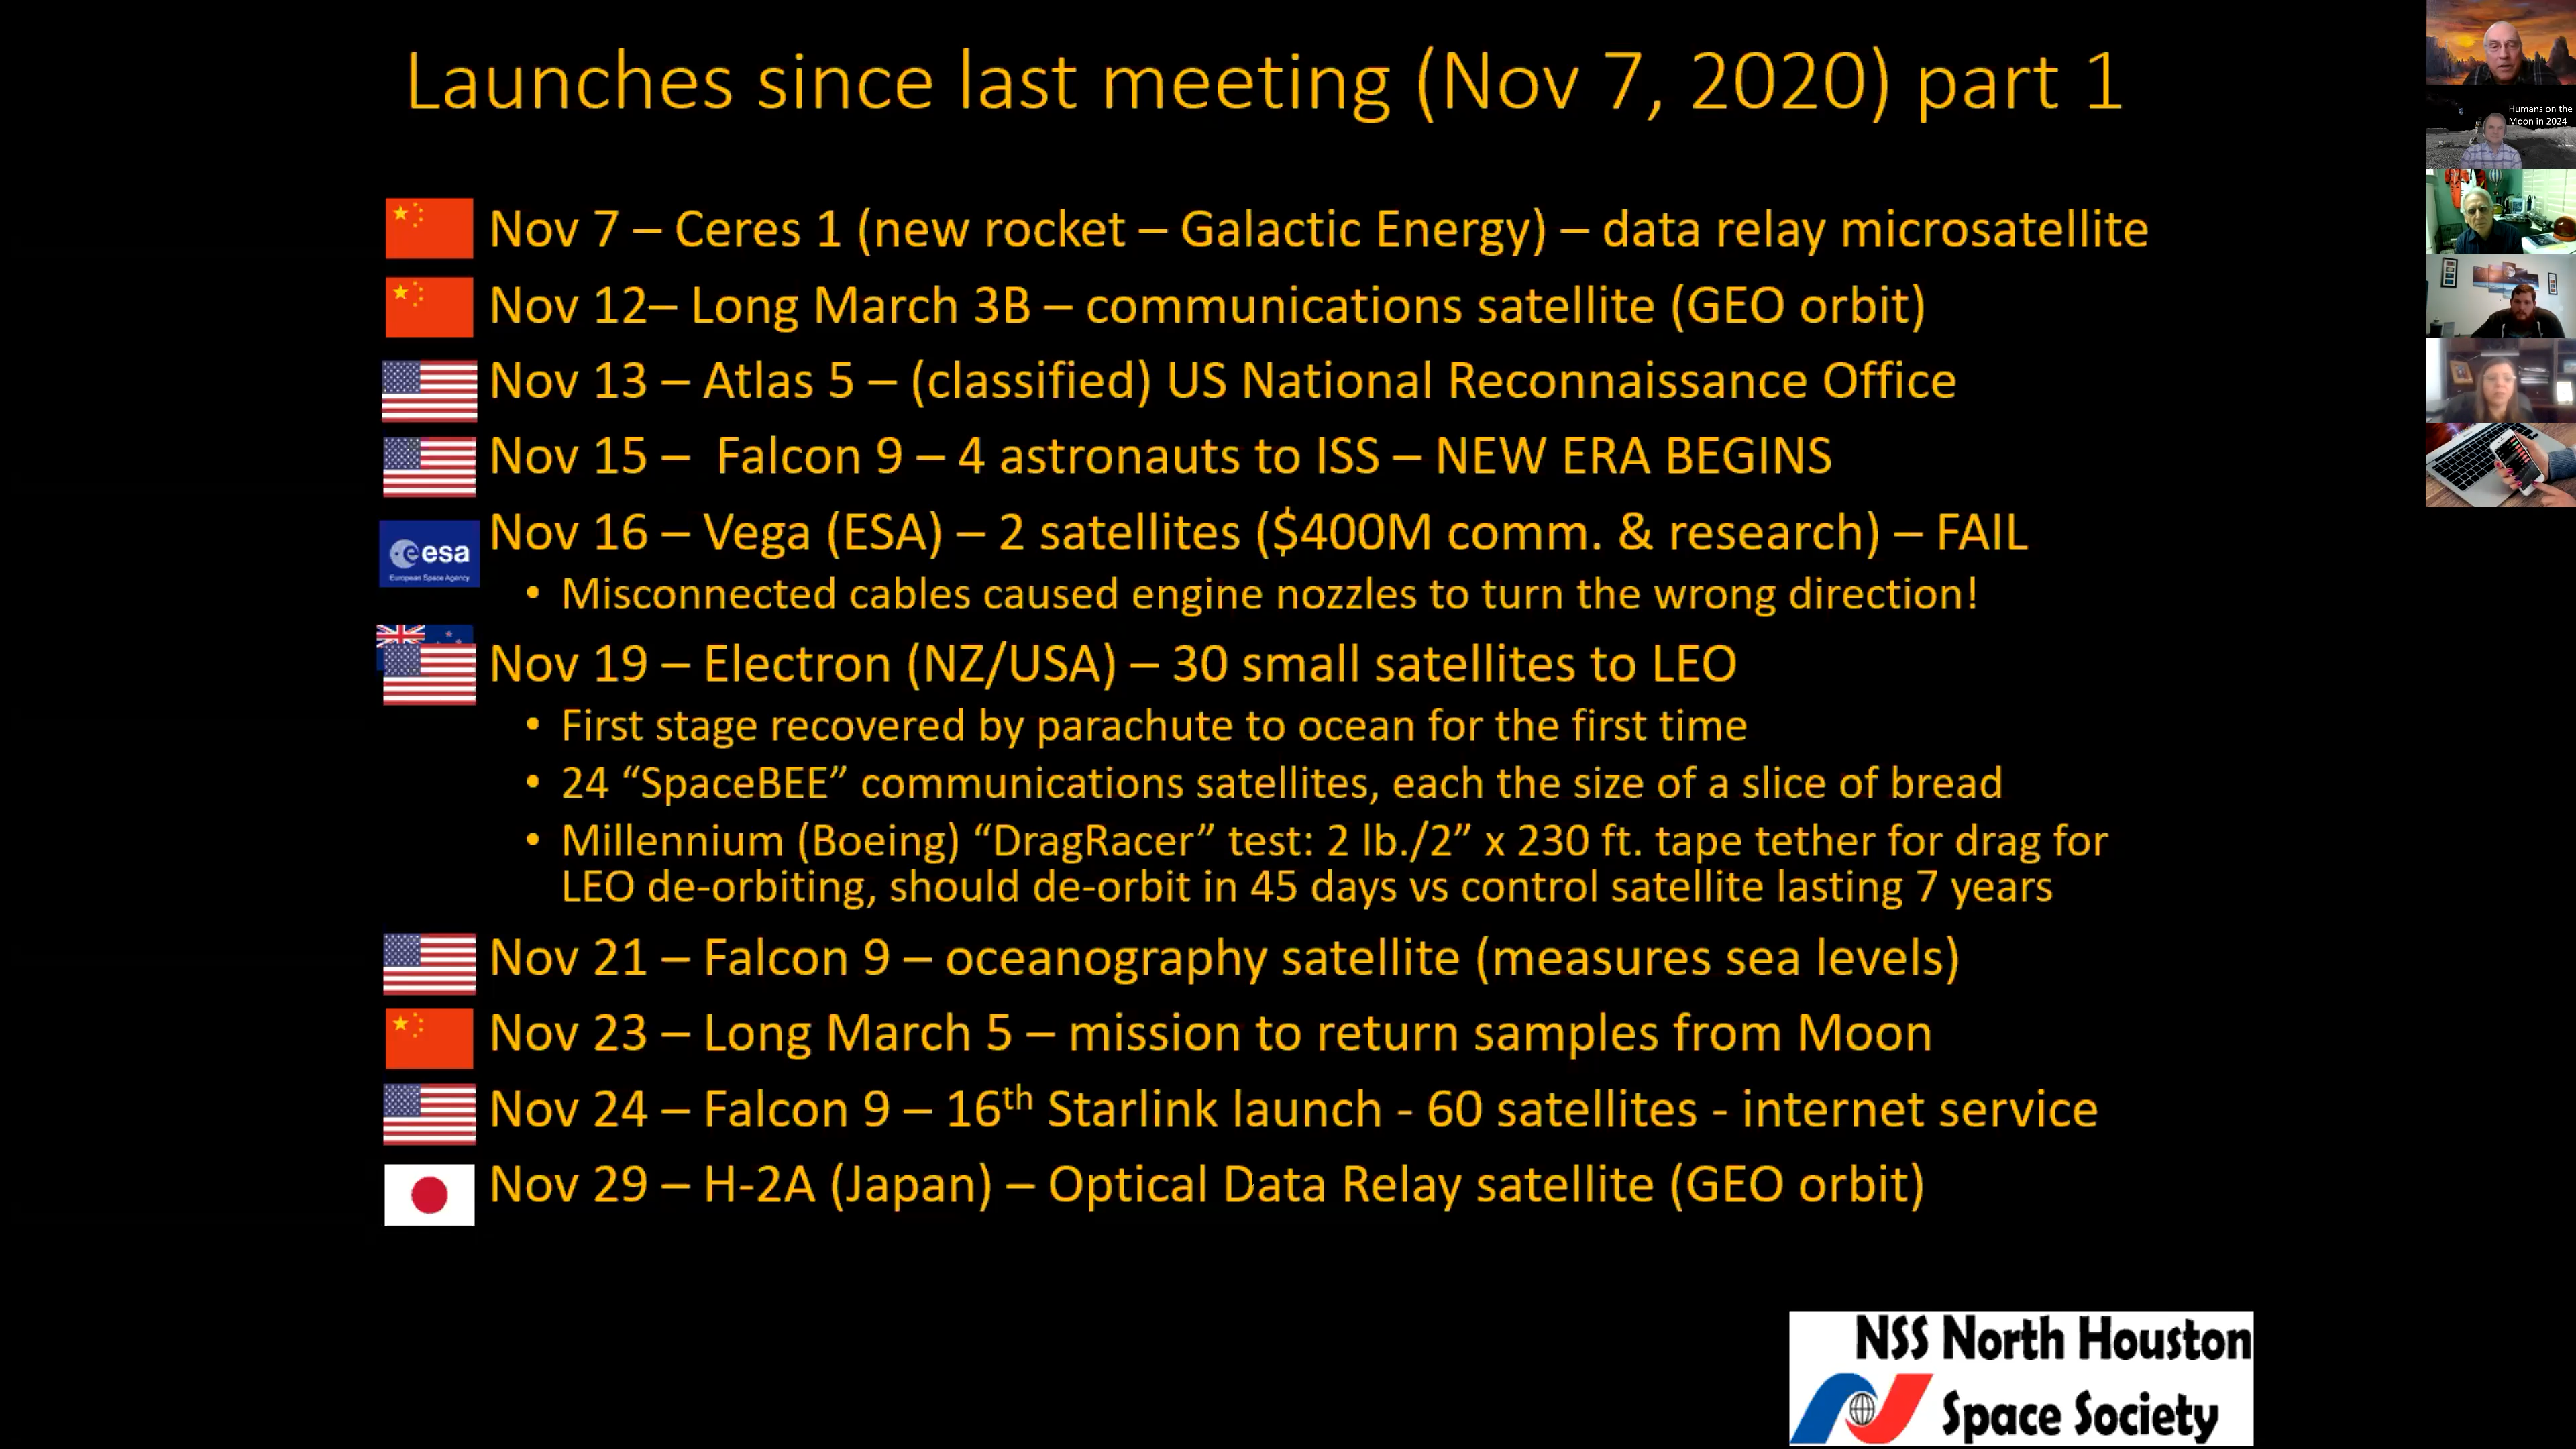 Launches since last meeting (Nov 7, 2020) part 1
Humans on the
Moon in 2024
Nov 7 – Ceres 1 (new rocket – Galactic Energy) – data relay microsatellite
Nov 12– Long March 3B – communications satellite (GEO orbit)
Nov 13 – Atlas 5 – (classified) US National Reconnaissance Office
Nov 15 –  Falcon 9 – 4 astronauts to ISS – NEW ERA BEGINS
esa
European Space Agency
Nov 16 – Vega (ESA) – 2 satellites ($400M comm. & research) – FAIL
• Misconnected cables caused engine nozzles to turn the wrong direction!
Nov 19 – Electron (NZ/USA) – 30 small satellites to LEO
• First stage recovered by parachute to ocean for the first time
• 24 “SpaceBEE” communications satellites, each the size of a slice of bread
• Millennium (Boeing) “DragRacer” test: 2 lb./2” x 230 ft. tape tether for drag for
LEO de-orbiting, should de-orbit in 45 days vs control satellite lasting 7 years
Nov 21 – Falcon 9 – oceanography satellite (measures sea levels)
Nov 23 – Long March 5 – mission to return samples from Moon
Nov 24 – Falcon 9 – 16th Starlink launch - 60 satellites - internet service
Nov 29 – H-2A (Japan) – Optical Data Relay satellite (GEO orbit)
NSS North Houston
Space Society